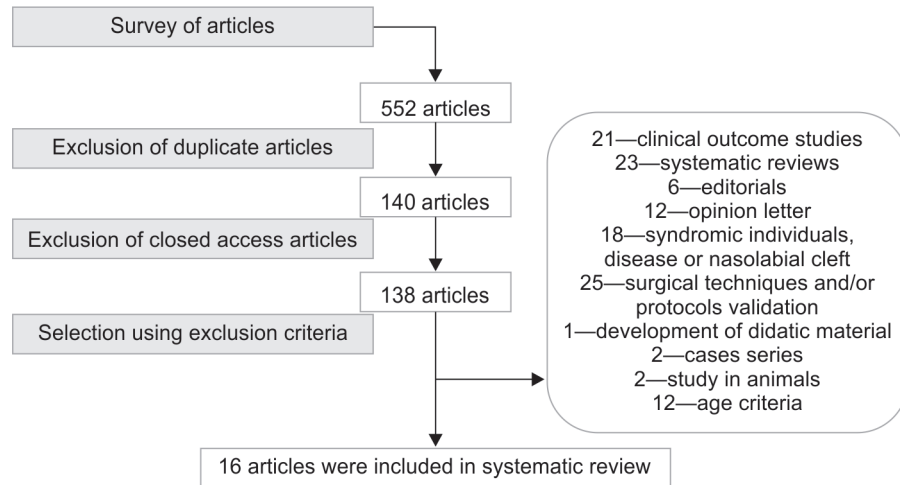 Survey of articles
552 articles
Exclusion of duplicate articles
140 articles
Exclusion of closed access articles
138 articles
Selection using exclusion criteria
21—clinical outcome studies
23—systematic reviews
6—editorials
12—opinion letter
18—syndromic individuals,
disease or nasolabial cleft
25—surgical techniques and/or
protocols validation
1—development of didatic material
2—cases series
2—study in animals
12—age criteria
16 articles were included in systematic review